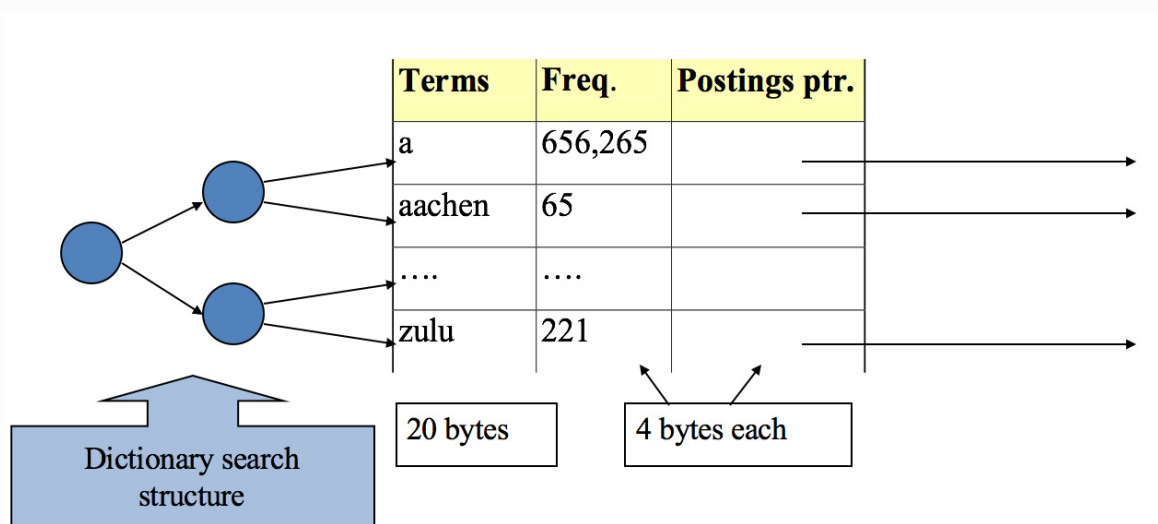 Terms Freq. Postings ptr.
a 656,265
aachen 65
.... ....
zulu 221
20 bytes 4 bytes each
Dictionary search
structure